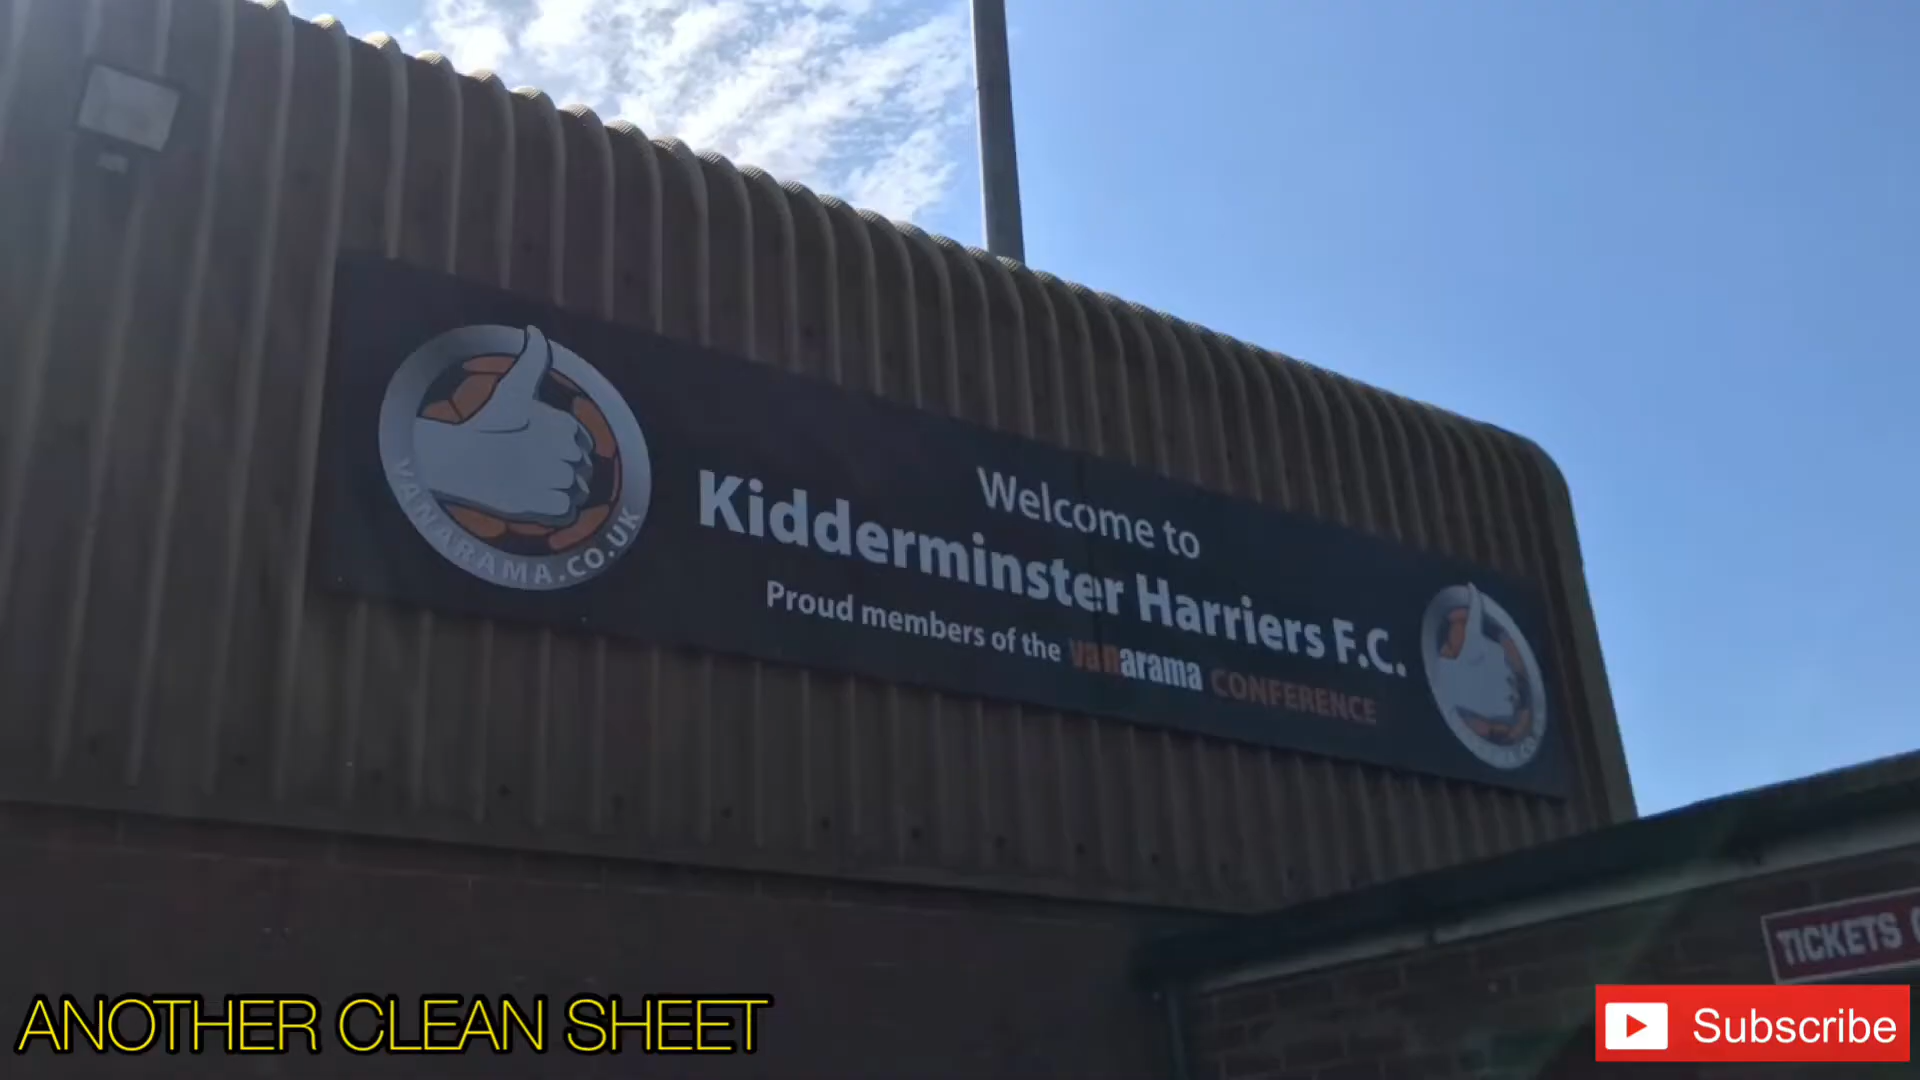 VANARAMA.CO.UK
Welcome to
Kidderminster Harriers F.C.
Proud members of the vanarama CONFERENCE
TICKETS
ANOTHER CLEAN SHEET
Subscribe